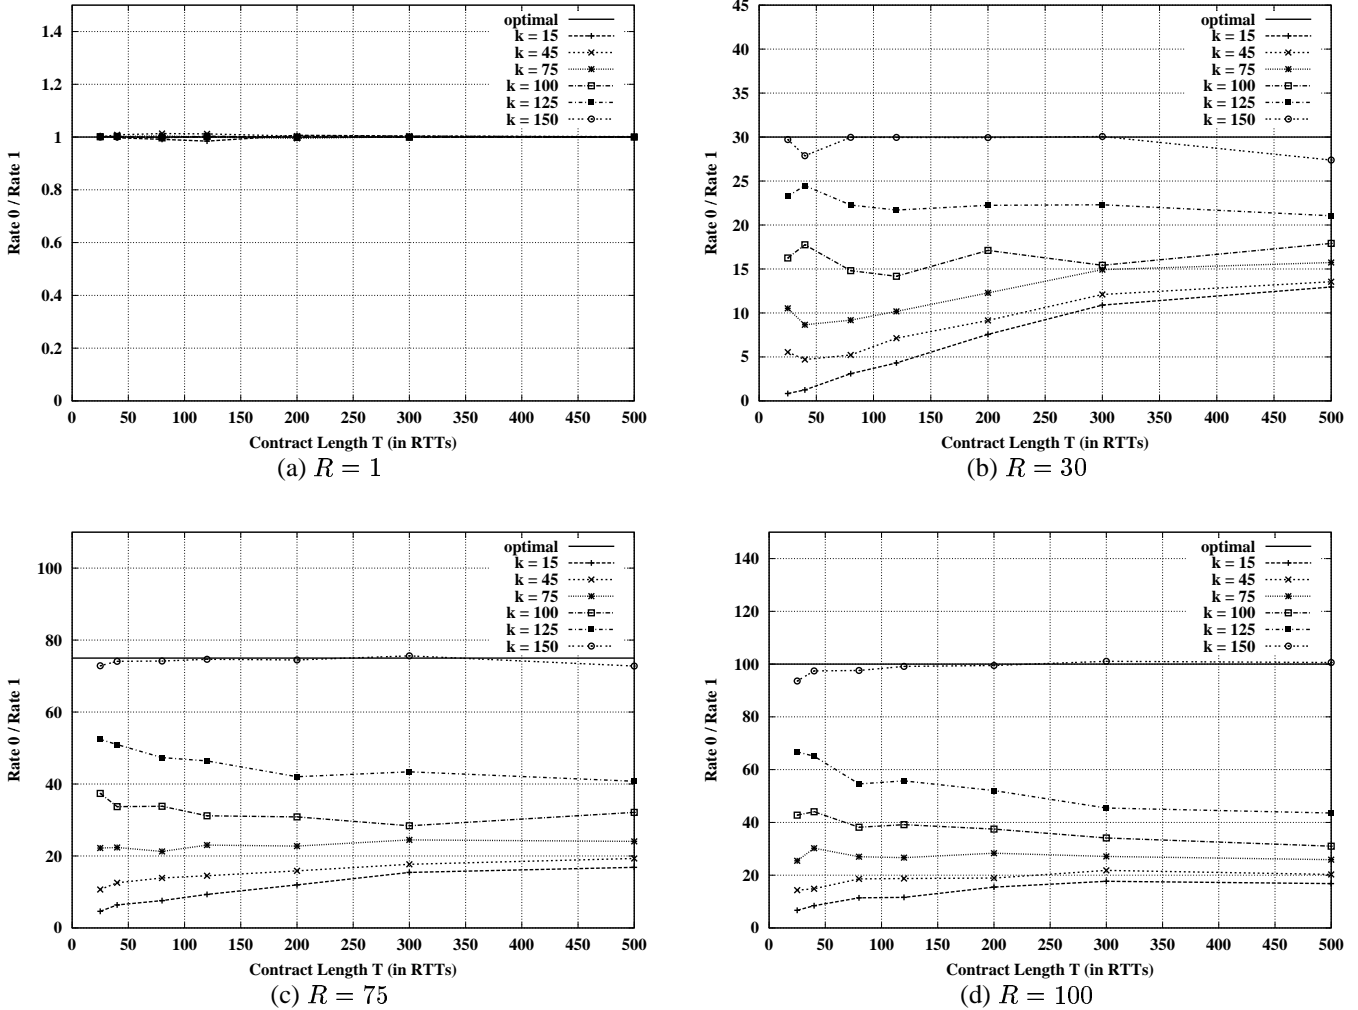 1.4
1.2
1
0.8
0.6
0.4
0.2
0
Rate 0 / Rate 1
optimal
k = 15
k = 45
k = 75
k = 100
k = 125
k = 150
0 50 100 150 200 250 300 350 400 450 500
Contract Length T (in RTTs)
(a) R = 1
45
40
35
30
25
20
15
10
5
0
Rate 0 / Rate 1
optimal
k = 15
k = 45
k = 75
k = 100
k = 125
k = 150
0 50 100 150 200 250 300 350 400 450 500
Contract Length T (in RTTs)
(b) R = 30
100
80
60
40
20
0
Rate 0 / Rate 1
optimal
k = 15
k = 45
k = 75
k = 100
k = 125
k = 150
0 50 100 150 200 250 300 350 400 450 500
Contract Length T (in RTTs)
(c) R = 75
140
120
100
80
60
40
20
0
Rate 0 / Rate 1
optimal
k = 15
k = 45
k = 75
k = 100
k = 125
k = 150
0 50 100 150 200 250 300 350 400 450 500
Contract Length T (in RTTs)
(d) R = 100